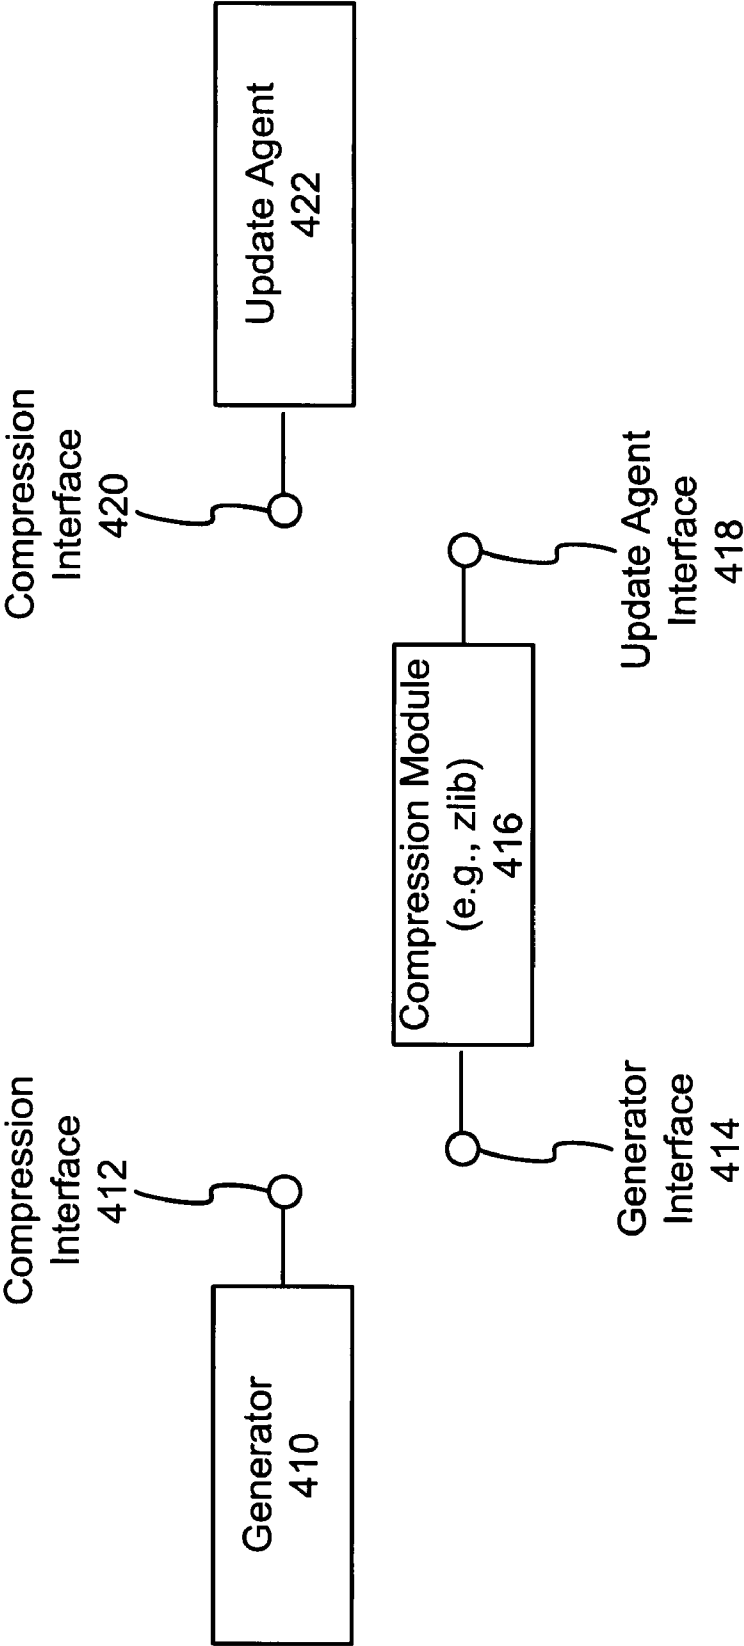 Compression
Interface
412
Compression
Interface
420
Generator
410
Update Agent
422
Compression Module
(e.g., zlib)
416
Generator
Interface
414
Update Agent
Interface
418